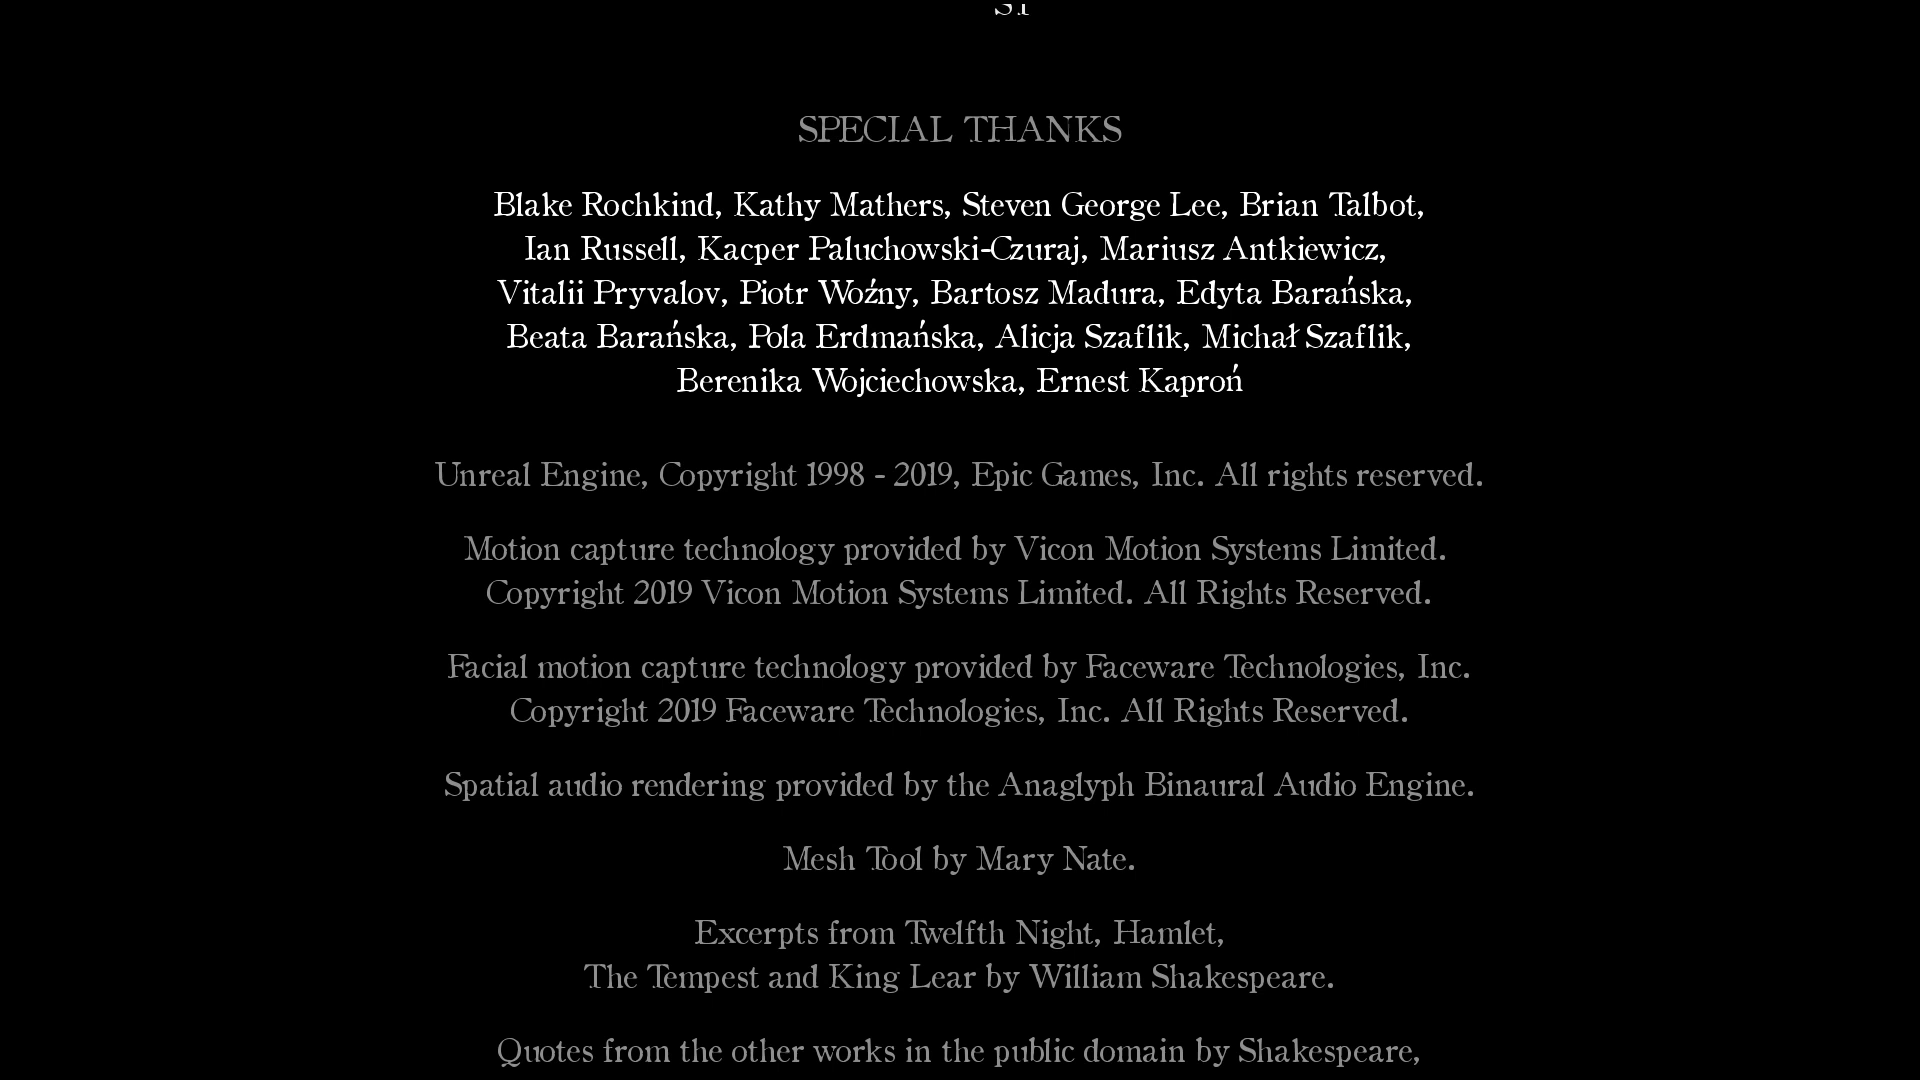 SPECIAL THANKS
Blake Rochkind, Kathy Mathers, Steven George Lee, Brian Talbot,
Ian Russell, Kacper Paluchowski-Czuraj, Mariusz Antkiewicz,
Vitalii Pryvalov, Piotr Woźny, Bartosz Madura, Edyta Barańska,
Beata Barańska, Pola Erdmańska, Alicja Szaflik, Michał Szaflik,
Berenika Wojciechowska, Ernest Kaproń
Unreal Engine, Copyright 1998 - 2019, Epic Games, Inc. All rights reserved.
Motion capture technology provided by Vicon Motion Systems Limited.
Copyright 2019 Vicon Motion Systems Limited. All Rights Reserved.
Facial motion capture technology provided by Faceware Technologies, Inc.
Copyright 2019 Faceware Technologies, Inc. All Rights Reserved.
Spatial audio rendering provided by the Anaglyph Binaural Audio Engine.
Mesh Tool by Mary Nate.
Excerpts from Twelfth Night, Hamlet,
The Tempest and King Lear by William Shakespeare.
Quotes from the other works in the public domain by Shakespeare,